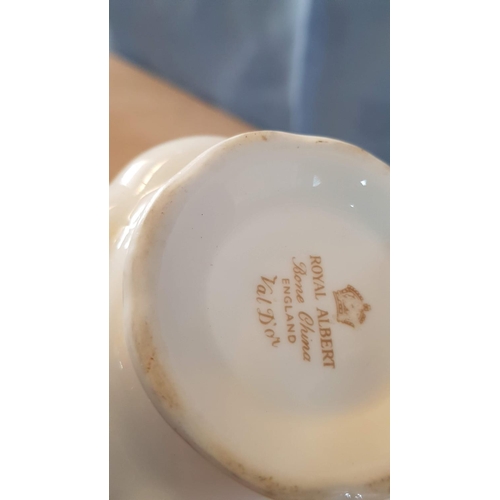 ROYAL ALBERT
Bone China
ENGLAND
Val D'or